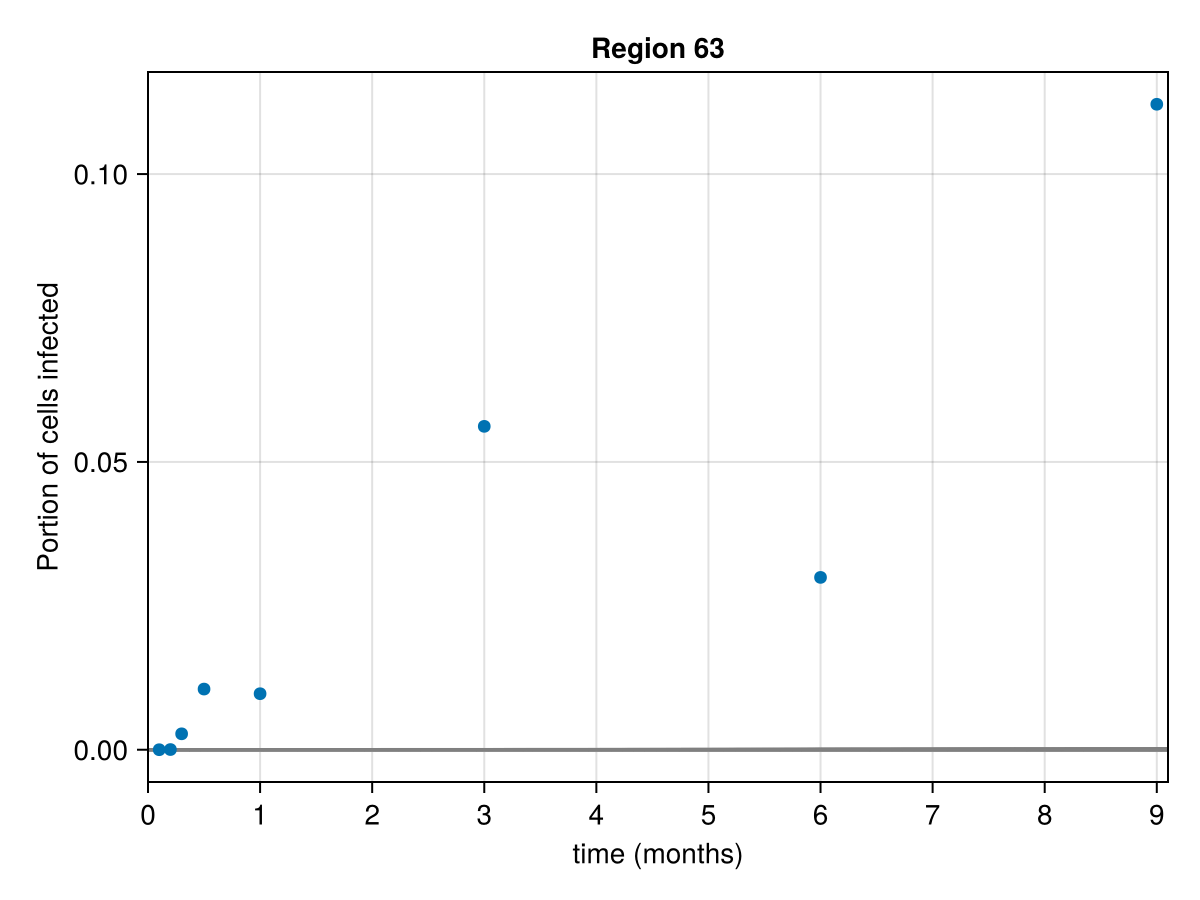 Region 63
0.10
0.05
0.00
Portion of cells infected
0 1 2 3 4 5 6 7 8 9
time (months)